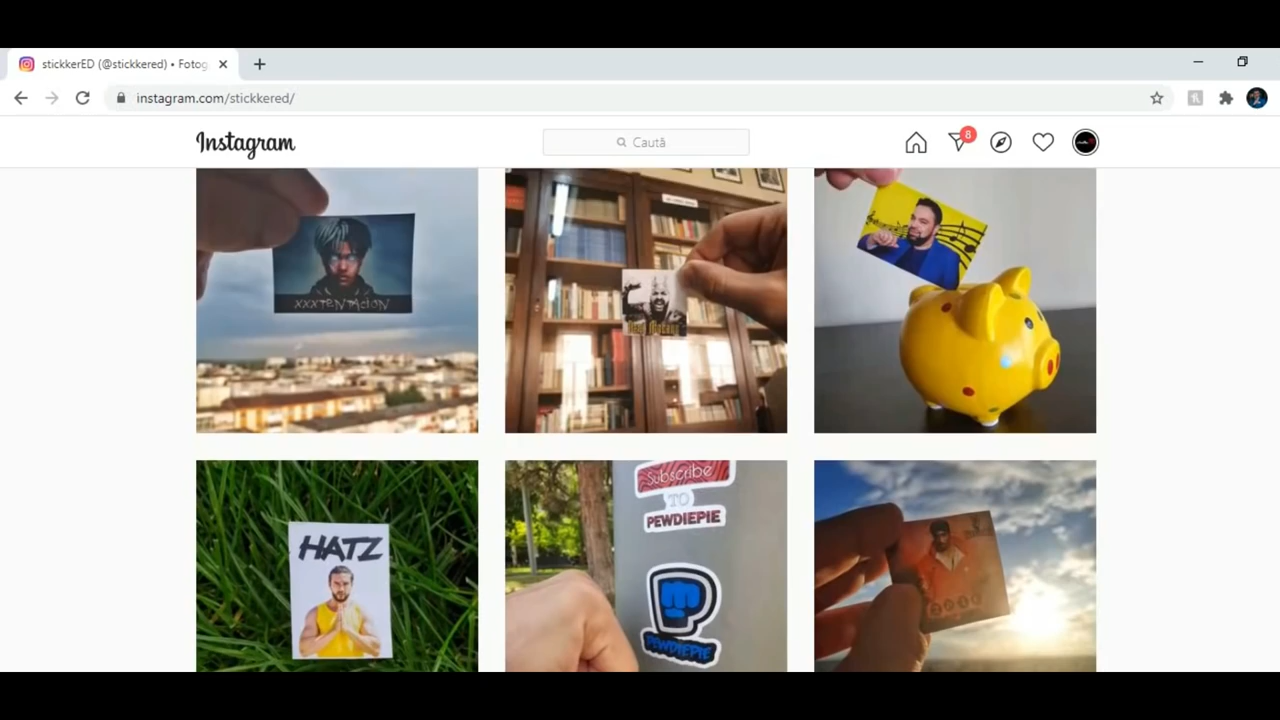 stickkerED (@stickkered) • Fotog
instagram.com/stickkered/
Instagram
Caută
8
XXXTENTACION
HATZ
Subscribe
TO
PEWDIEPIE
PEWDIEPIE